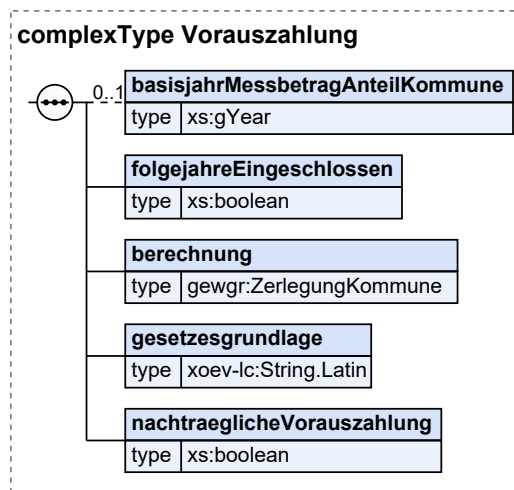 complexType Vorauszahlung
0..1
basisjahrMessbetragAnteilKommune
type xs:gYear
folgejahreEingeschlossen
type xs:boolean
berechnung
type gewgr:ZerlegungKommune
gesetzesgrundlage
type xoev-lc:String.Latin
nachtraeglicheVorauszahlung
type xs:boolean